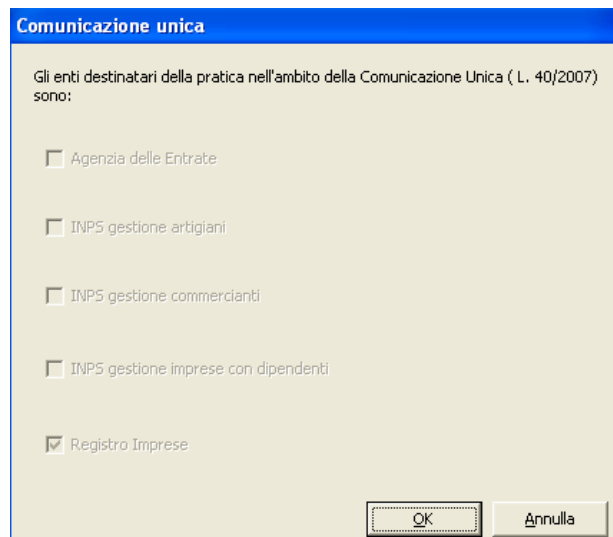 Comunicazione unica
Gli enti destinatari della pratica nell'ambito della Comunicazione Unica ( L. 40/2007)
sono:
Agenzia delle Entrate
INPS gestione artigiani
INPS gestione commercianti
INPS gestione imprese con dipendenti
Registro Imprese
OK Annulla